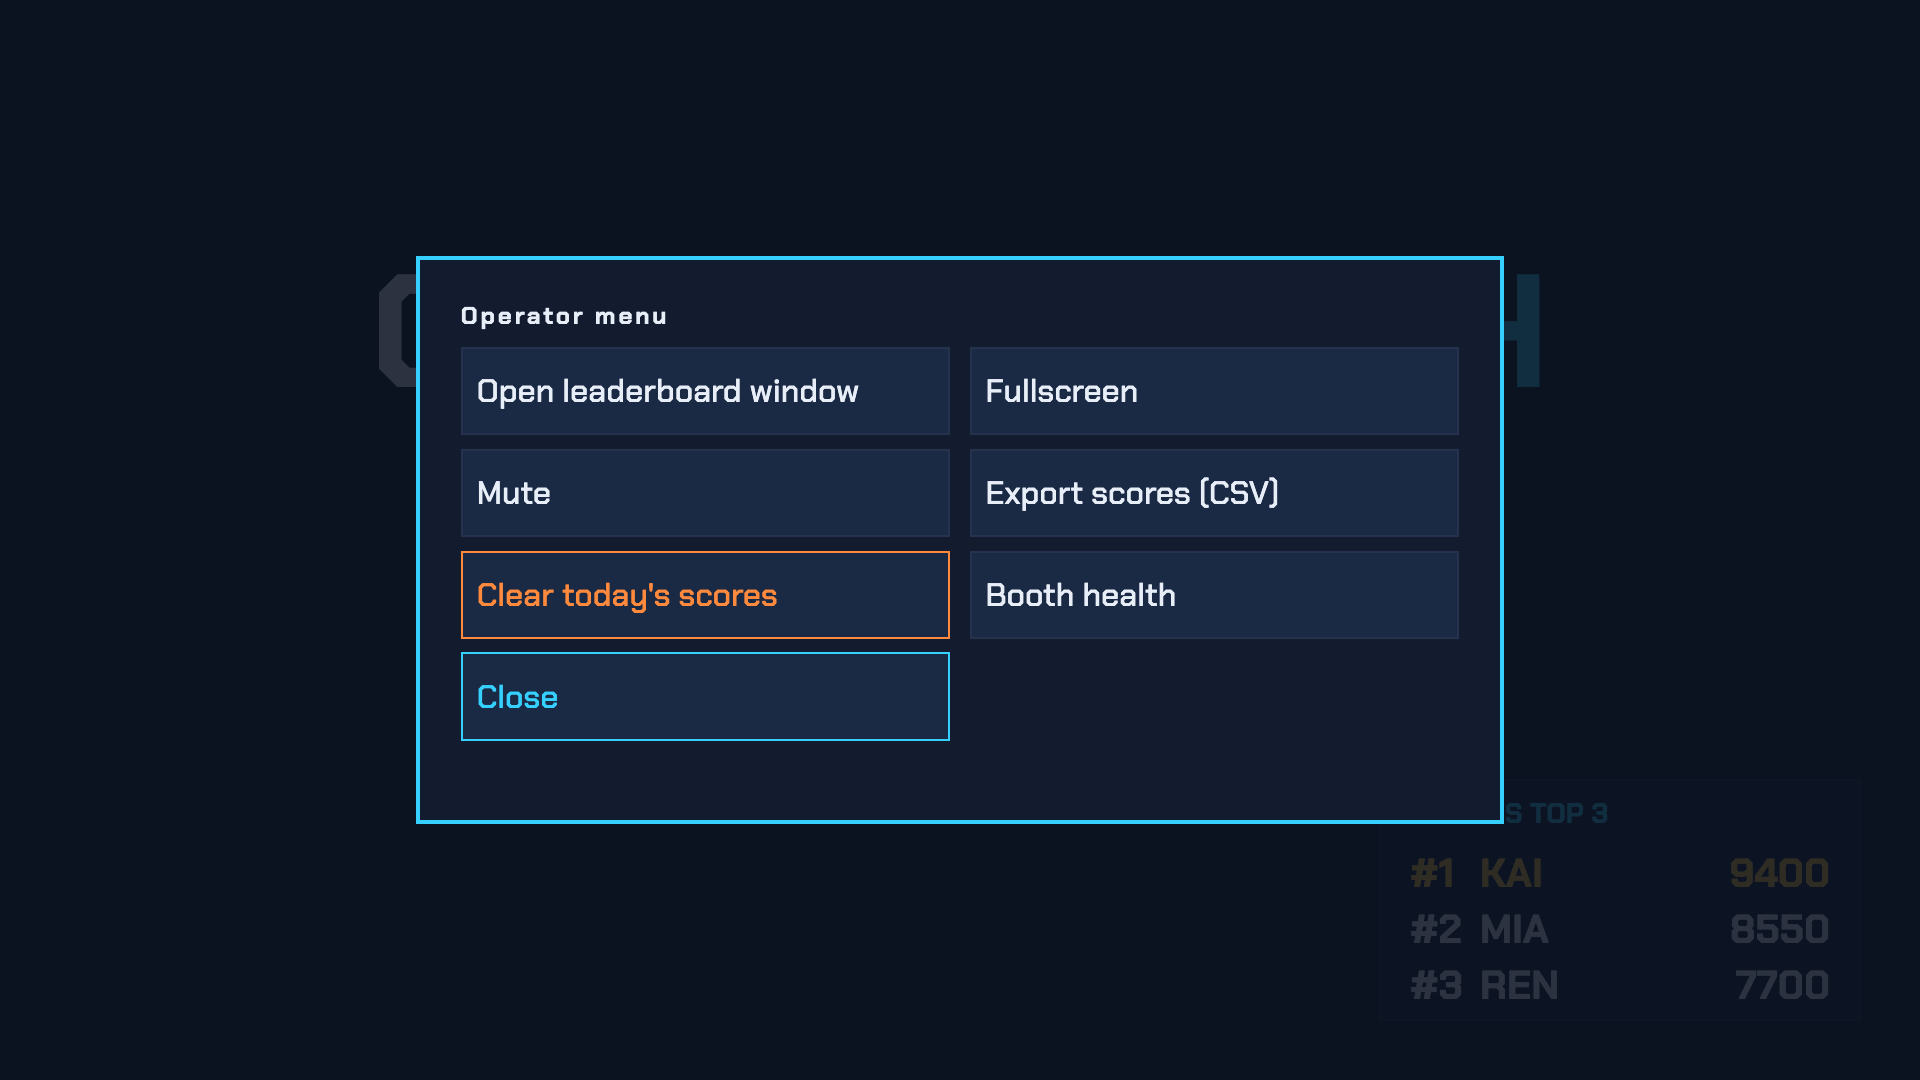 Operator menu
Open leaderboard window
Fullscreen
Mute
Export scores (CSV)
Clear today's scores
Booth health
Close
S TOP 3
#1 KAI 9400
#2 MIA 8550
#3 REN 7700